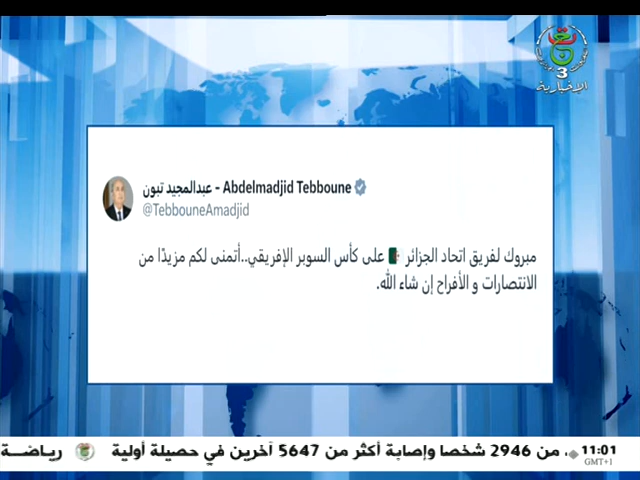 3
الإخبارية
عبدالمجيد تبون - Abdelmadjid Tebboune
@TebbouneAmadjid
مبروك لفريق اتحاد الجزائر 🇩🇿 على كأس السوبر الإفريقي..أتمنى لكم مزيدًا من
الانتصارات و الأفراح إن شاء الله.
11:01
GMT+1
من 2946 شخصا وإصابة أكثر من 5647 آخرين في حصيلة أولية
رياضة